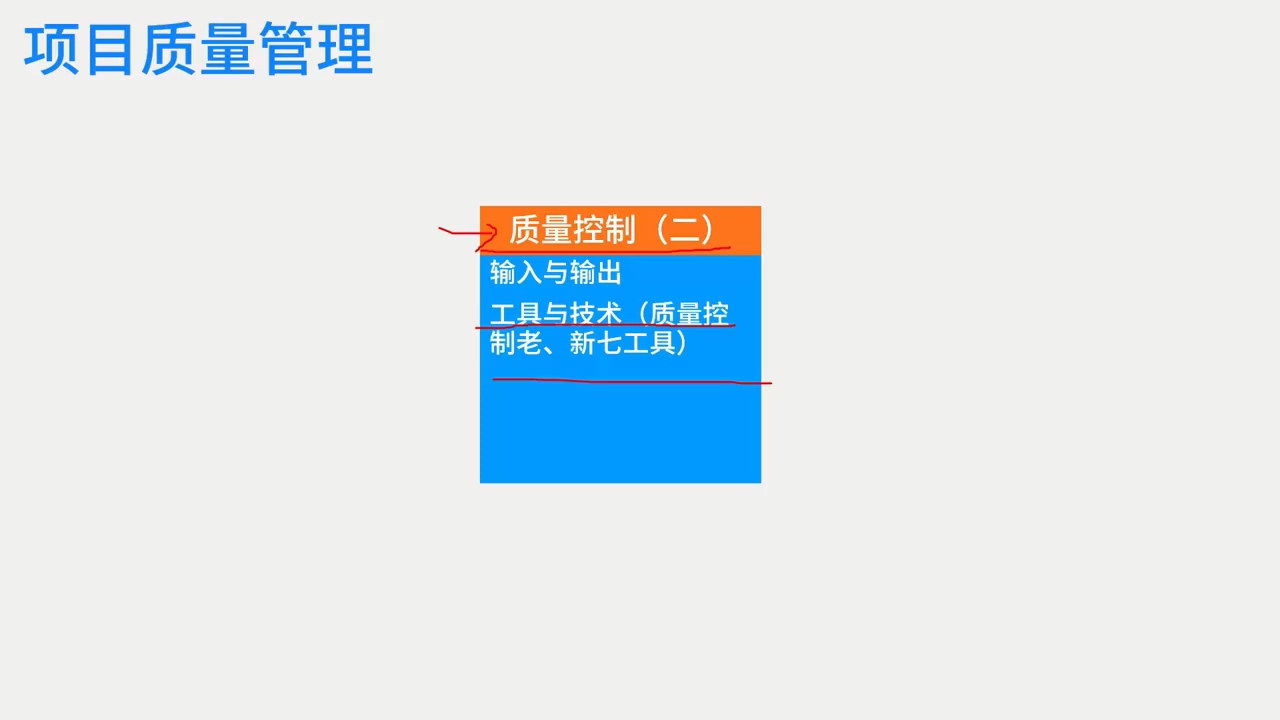 项目质量管理
质量控制（二）
输入与输出
工具与技术（质量控
制老、新七工具）